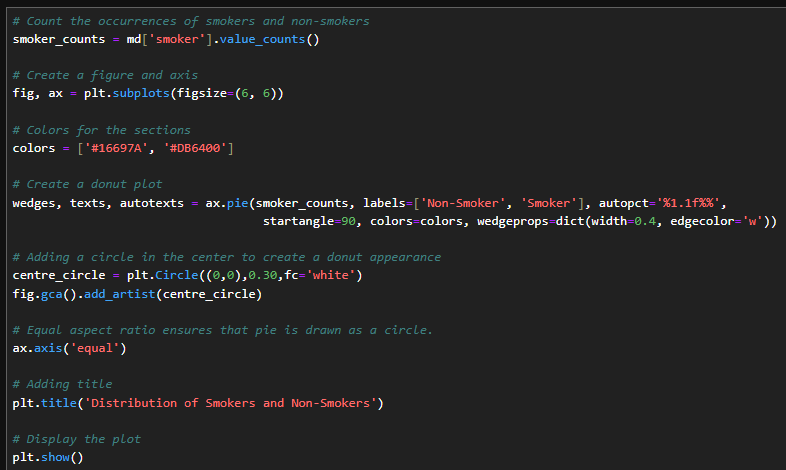 # Count the occurrences of smokers and non-smokers
smoker_counts = md['smoker'].value_counts()
# Create a figure and axis
fig, ax = plt.subplots(figsize=(6, 6))
# Colors for the sections
colors = ['#16697A', '#DB6400']
# Create a donut plot
wedges, texts, autotexts = ax.pie(smoker_counts, labels=['Non-Smoker', 'Smoker'], autopct='%1.1f%%',
startangle=90, colors=colors, wedgeprops=dict(width=0.4, edgecolor='w'))
# Adding a circle in the center to create a donut appearance
centre_circle = plt.Circle((0,0),0.30,fc='white')
fig.gca().add_artist(centre_circle)
# Equal aspect ratio ensures that pie is drawn as a circle.
ax.axis('equal')
# Adding title
plt.title('Distribution of Smokers and Non-Smokers')
# Display the plot
plt.show()